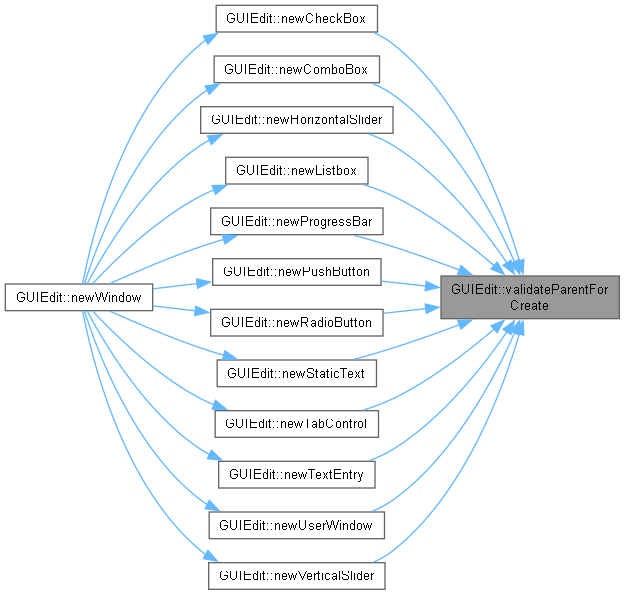 GUIEdit::newCheckBox
GUIEdit::newComboBox
GUIEdit::newHorizontalSlider
GUIEdit::newListbox
GUIEdit::newProgressBar
GUIEdit::newPushButton
GUIEdit::newWindow
GUIEdit::validateParentFor
Create
GUIEdit::newRadioButton
GUIEdit::newStaticText
GUIEdit::newTabControl
GUIEdit::newTextEntry
GUIEdit::newUserWindow
GUIEdit::newVerticalSlider